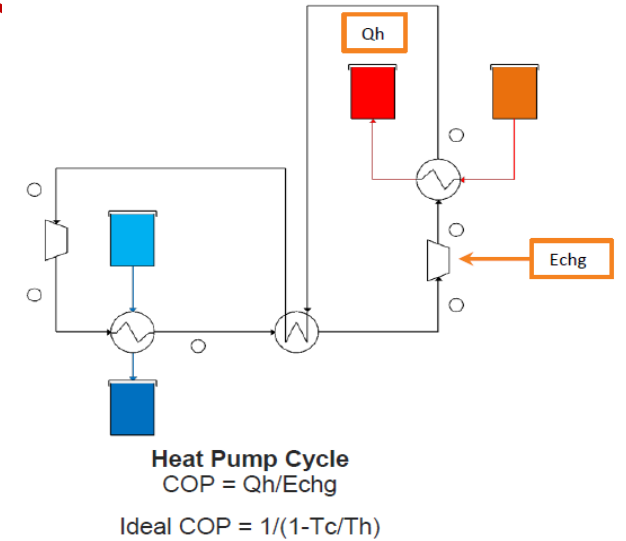 Qh
Echg
Heat Pump Cycle
COP = Qh/Echg
Ideal COP = 1/(1-Tc/Th)